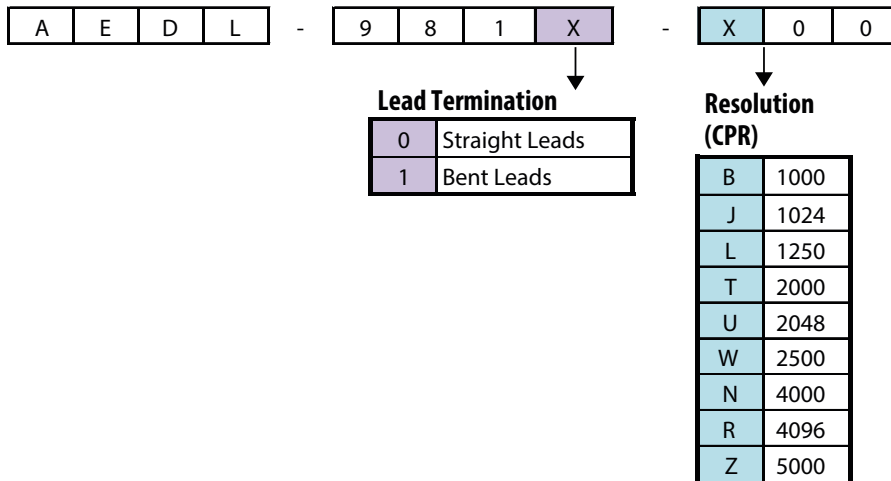 A E D L - 9 8 1 X - X 0 0
Lead Termination
0 Straight Leads
1 Bent Leads
Resolution
(CPR)
B 1000
J 1024
L 1250
T 2000
U 2048
W 2500
N 4000
R 4096
Z 5000